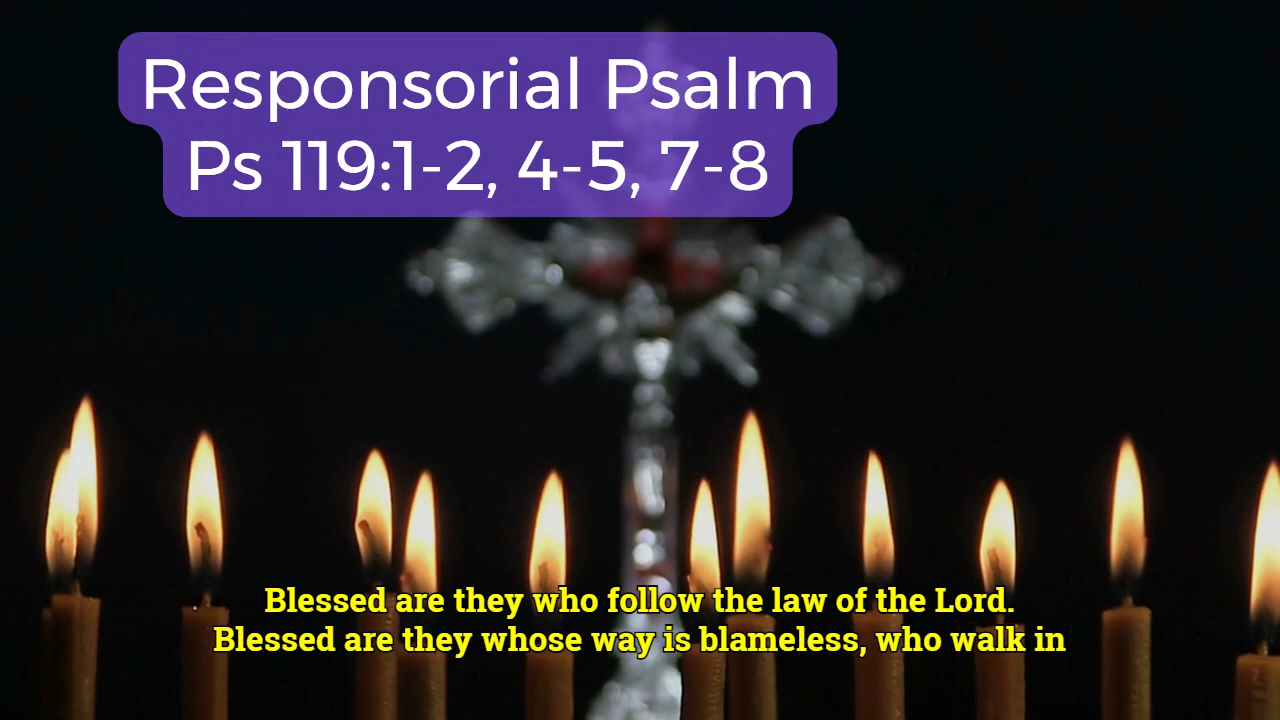 Responsorial Psalm
Ps 119:1-2, 4-5, 7-8
Blessed are they who follow the law of the Lord.
Blessed are they whose way is blameless, who walk in